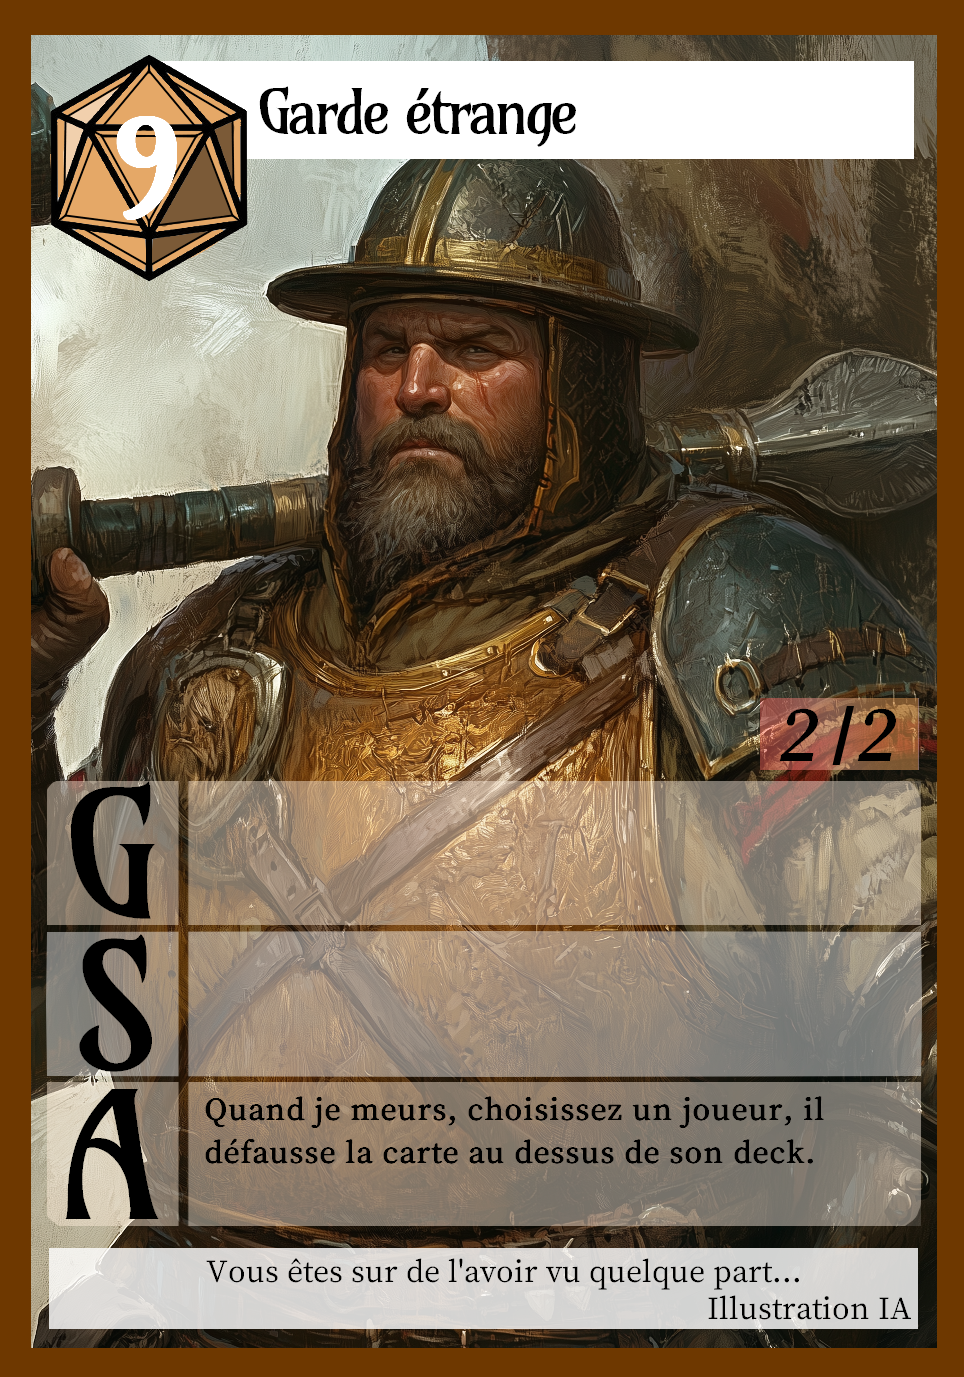 9
Garde étrange
2/2
G
S
A
Quand je meurs, choisissez un joueur, il
défausse la carte au dessus de son deck.
Vous êtes sur de l'avoir vu quelque part...
Illustration IA